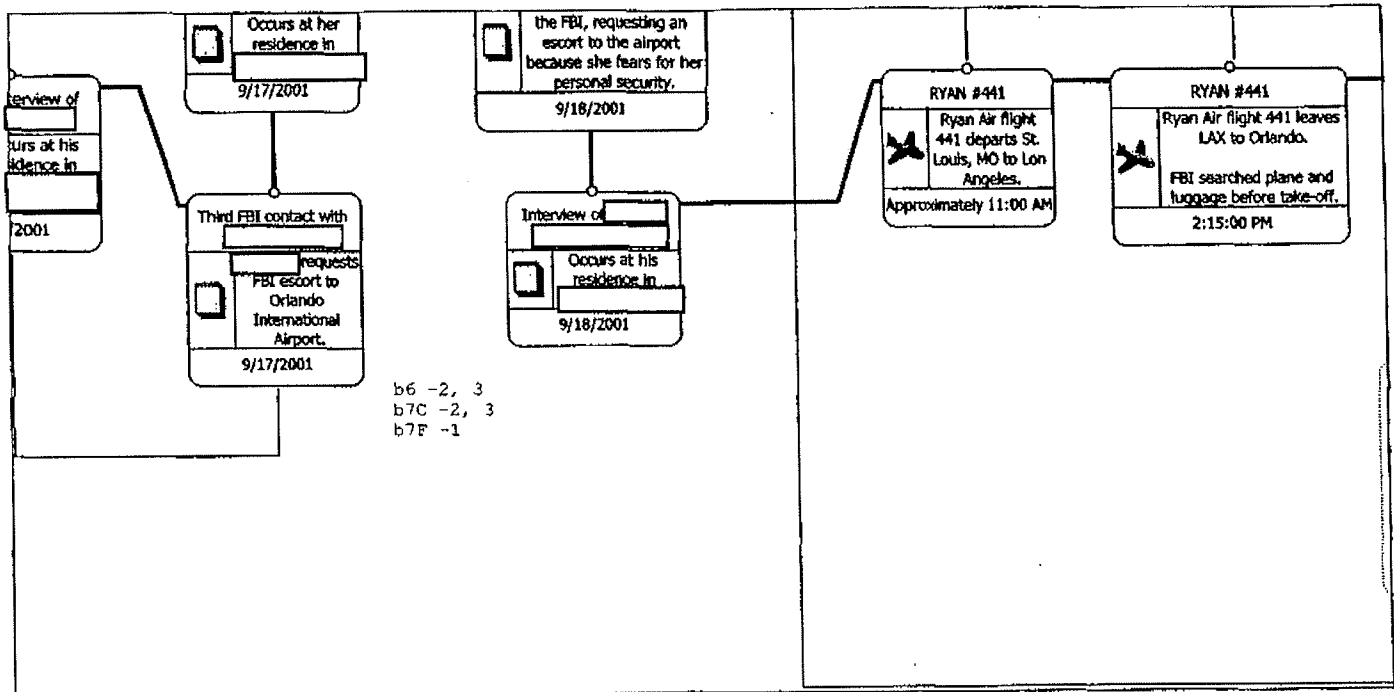 Occurs at her
residence in
9/17/2001
the FBI, requesting an
escort to the airport
because she fears for her
personal security.
9/18/2001
terview of
urs at his
idence in
/2001
Third FBI contact with
requests
FBI escort to
Orlando
International
Airport.
9/17/2001
Interview of
Occurs at his
residence in
9/18/2001
RYAN #441
Ryan Air flight
441 departs St.
Louis, MO to Lon
Angeles.
Approximately 11:00 AM
RYAN #441
Ryan Air flight 441 leaves
LAX to Orlando.
FBI searched plane and
luggage before take-off.
2:15:00 PM
b6 -2, 3
b7C -2, 3
b7F -1